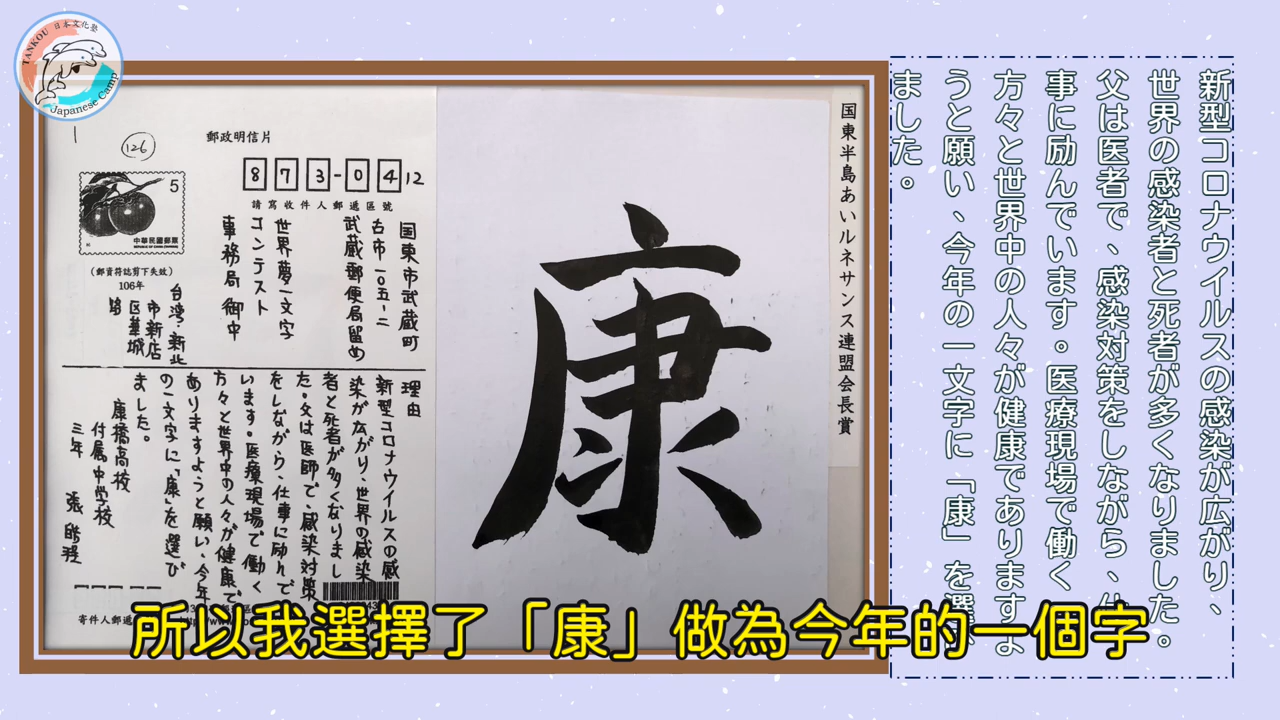 TANKOU 日本文化塾
Japanese Camp
新型コロナウイルスの感染が広がり、
世界の感染者と死者が多くなりました。
父は医者で、感染対策をしながら、仕
事に励んでいます。医療現場で働く
方々と世界中の人々が健康でありますよ
うと願い、今年の一文字に「康」を選び
ました。
国東半島あいルネサンス連盟会長賞
康
1
126
郵政明信片
873-0412
請寫收件人郵遞區號
5
中華民國郵票
REPUBLIC OF CHINA (TAIWAN)
(郵資符誌剪下失效)
106年
国東市武蔵町
古市一〇五-二
武蔵郵便局留め
世界夢一文字
コンテスト
事務局御中
台湾・新北
市新店
区華城
路
理由
新型コロナウイルスの感
染が広がり、世界の感染
者と死者が多くなりまし
た。父は医師で、感染対策
をしながら、仕事に励んで
います。医療現場で働く
方々と世界中の人々が健康で
ありますようと願い、今年
の一文字に「康」を選び
ました。
康橋高校
付属中学校
三年 張
寄件人郵遞
所以我選擇了「康」做為今年的一個字